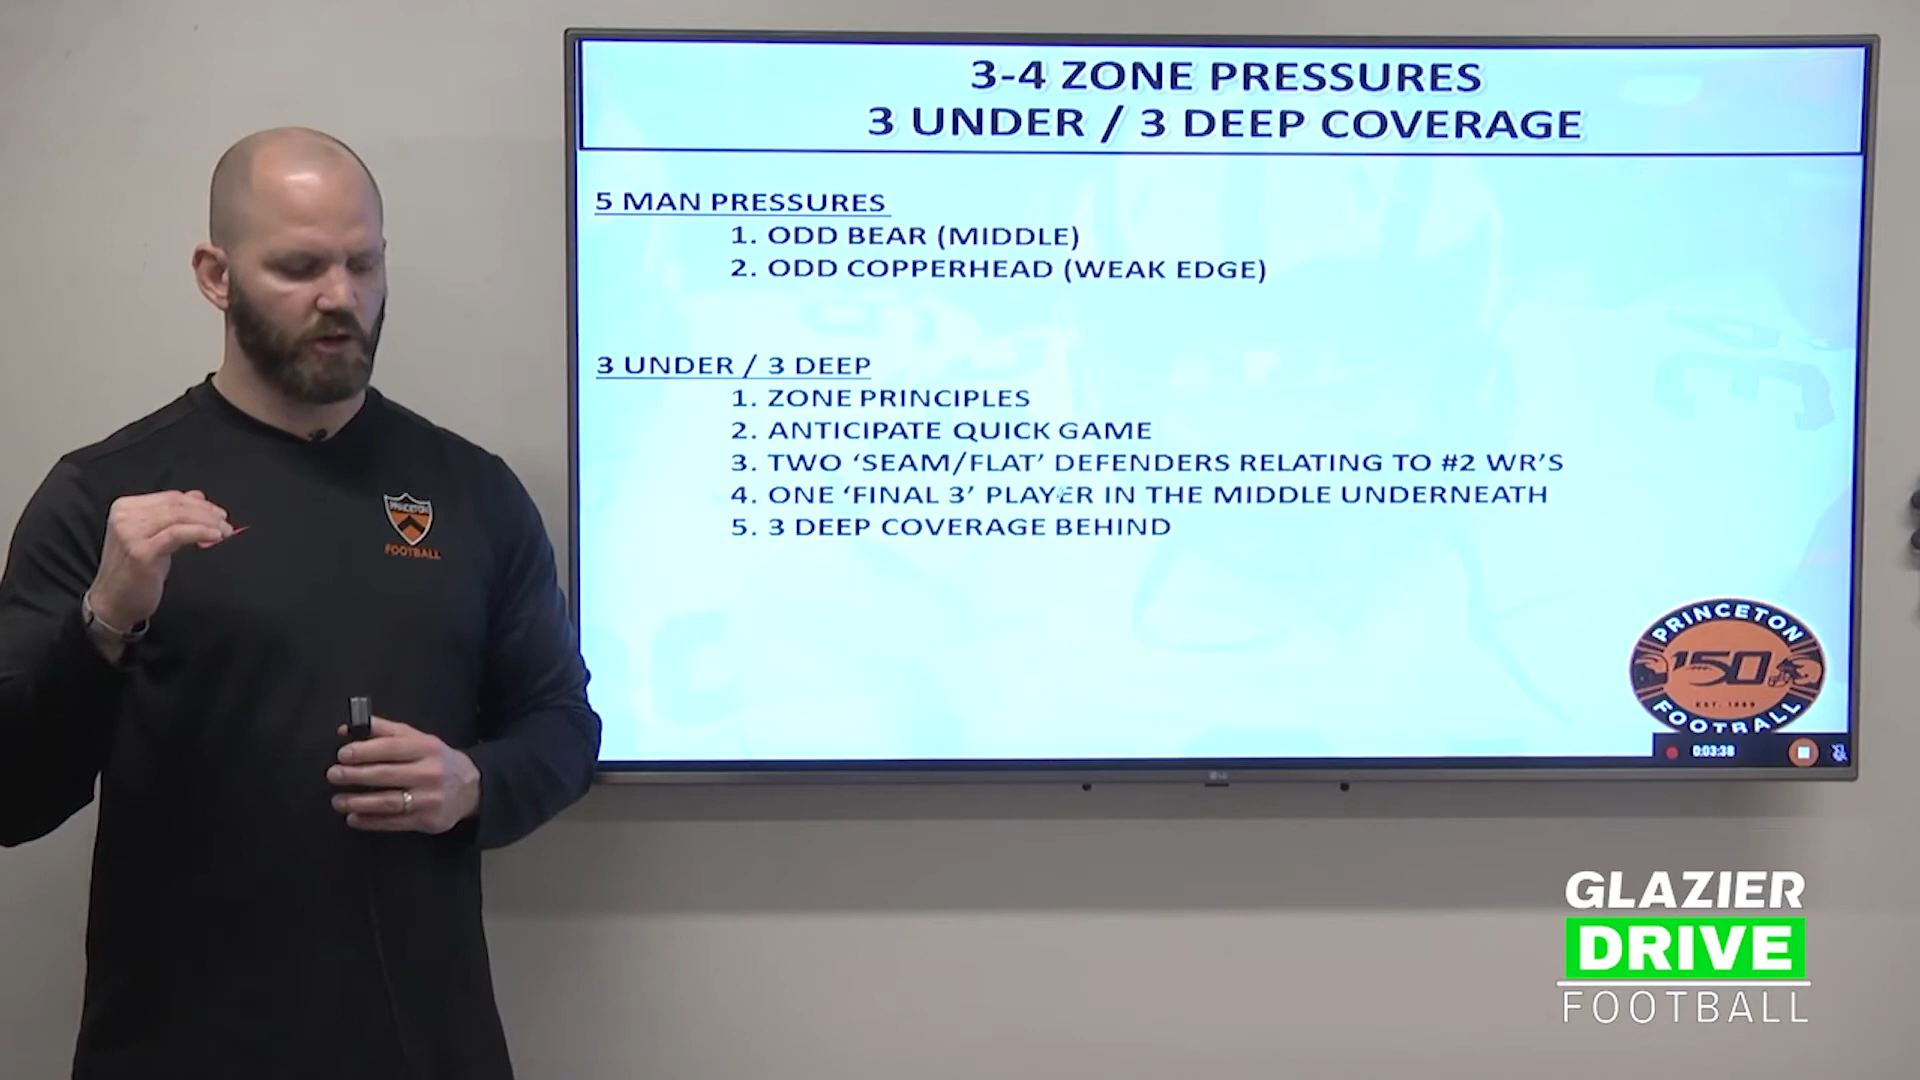 3-4 ZONE PRESSURES
3 UNDER / 3 DEEP COVERAGE
5 MAN PRESSURES
1. ODD BEAR (MIDDLE)
2. ODD COPPERHEAD (WEAK EDGE)
3 UNDER / 3 DEEP
1. ZONE PRINCIPLES
2. ANTICIPATE QUICK GAME
3. TWO ‘SEAM/FLAT’ DEFENDERS RELATING TO #2 WR’S
4. ONE ‘FINAL 3’ PLAYER IN THE MIDDLE UNDERNEATH
5. 3 DEEP COVERAGE BEHIND
PRINCETON
FOOTBALL
PRINCETON
150
EST. 1869
FOOTBALL
0:03:38
LG
GLAZIER
DRIVE
FOOTBALL